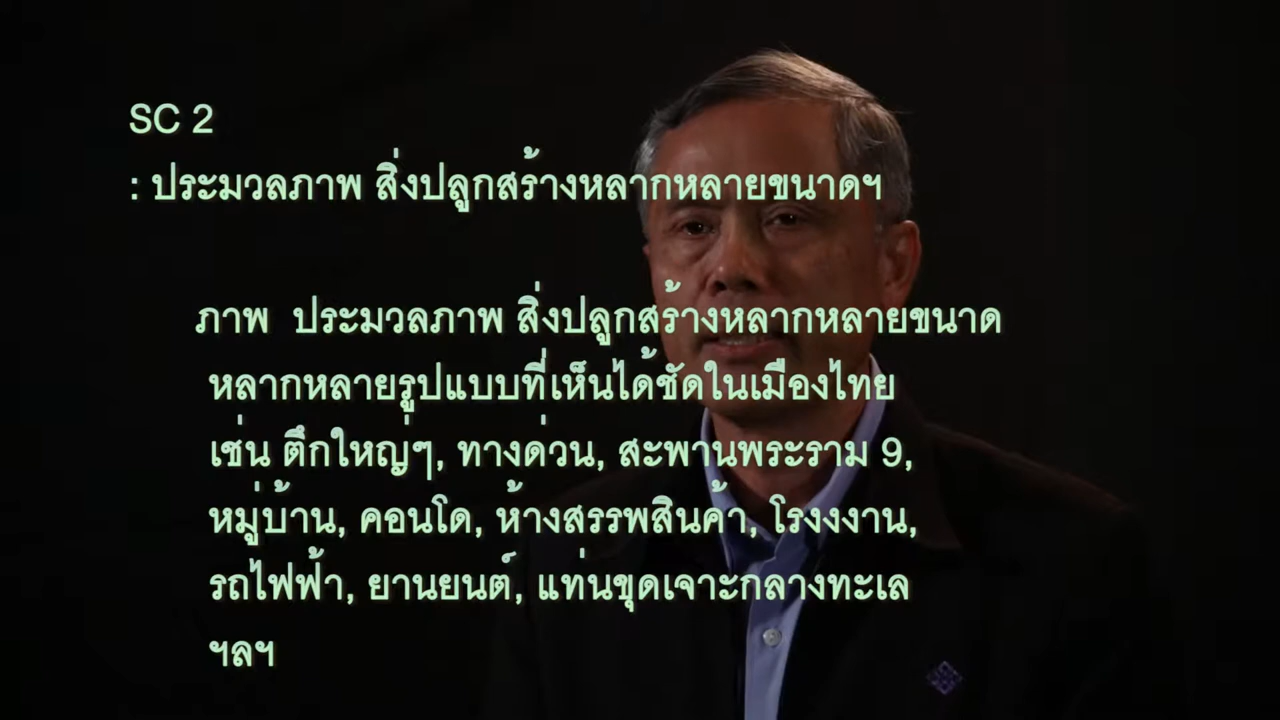 SC 2
: ประมวลภาพ สิ่งปลูกสร้างหลากหลายขนาดฯ
ภาพ ประมวลภาพ สิ่งปลูกสร้างหลากหลายขนาด
หลากหลายรูปแบบที่เห็นได้ชัดในเมืองไทย
เช่น ตึกใหญ่ๆ, ทางด่วน, สะพานพระราม 9,
หมู่บ้าน, คอนโด, ห้างสรรพสินค้า, โรงงงาน,
รถไฟฟ้า, ยานยนต์, แท่นขุดเจาะกลางทะเล
ฯลฯ